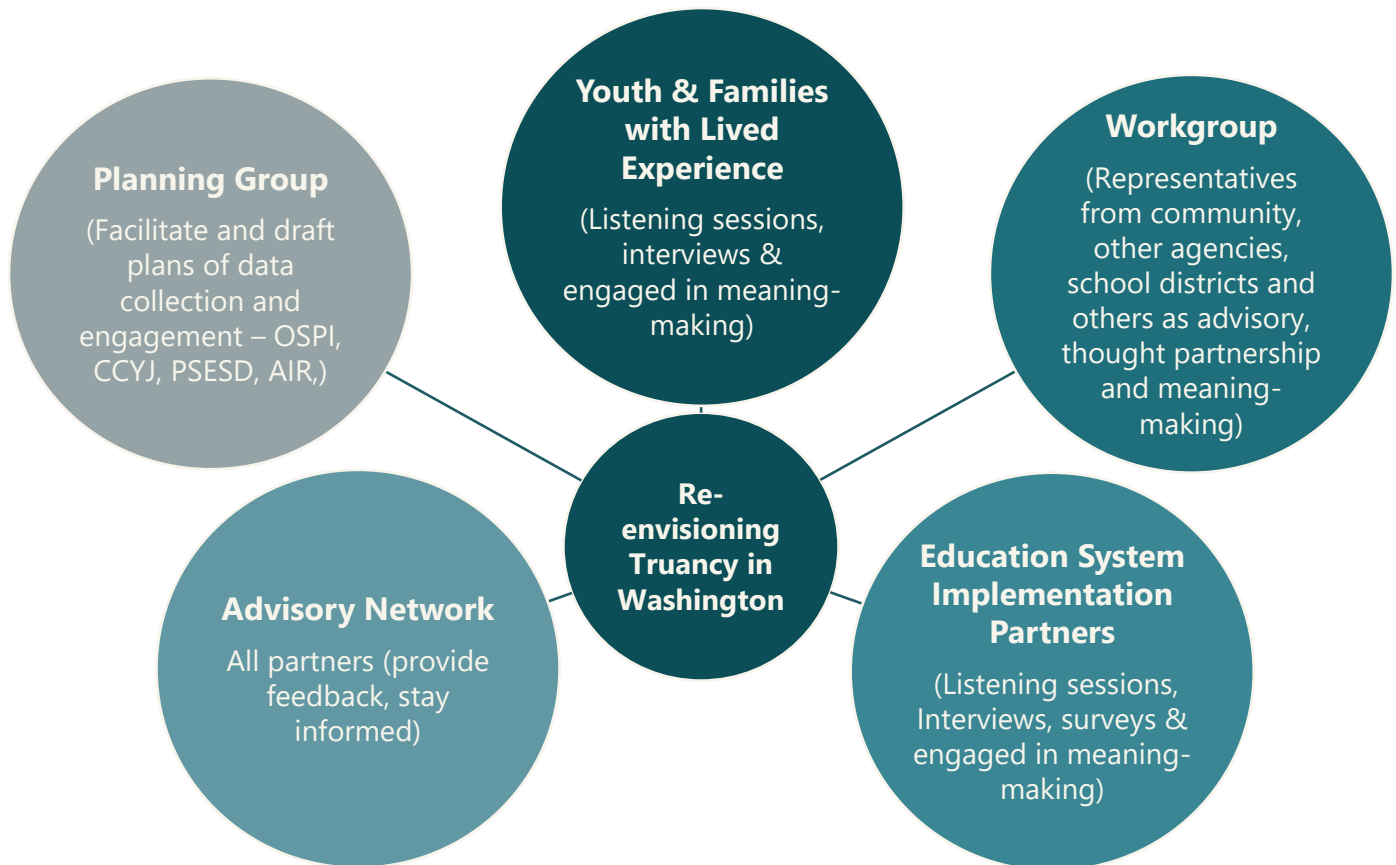 Youth & Families
with Lived
Experience
(Listening sessions,
interviews &
engaged in meaning-
making)
Workgroup
(Representatives
from community,
other agencies,
school districts and
others as advisory,
thought partnership
and meaning-
making)
Planning Group
(Facilitate and draft
plans of data
collection and
engagement – OSPI,
CCYJ, PSESD, AIR,)
Re-
envisioning
Truancy in
Washington
Education System
Implementation
Partners
(Listening sessions,
Interviews, surveys &
engaged in meaning-
making)
Advisory Network
All partners (provide
feedback, stay
informed)